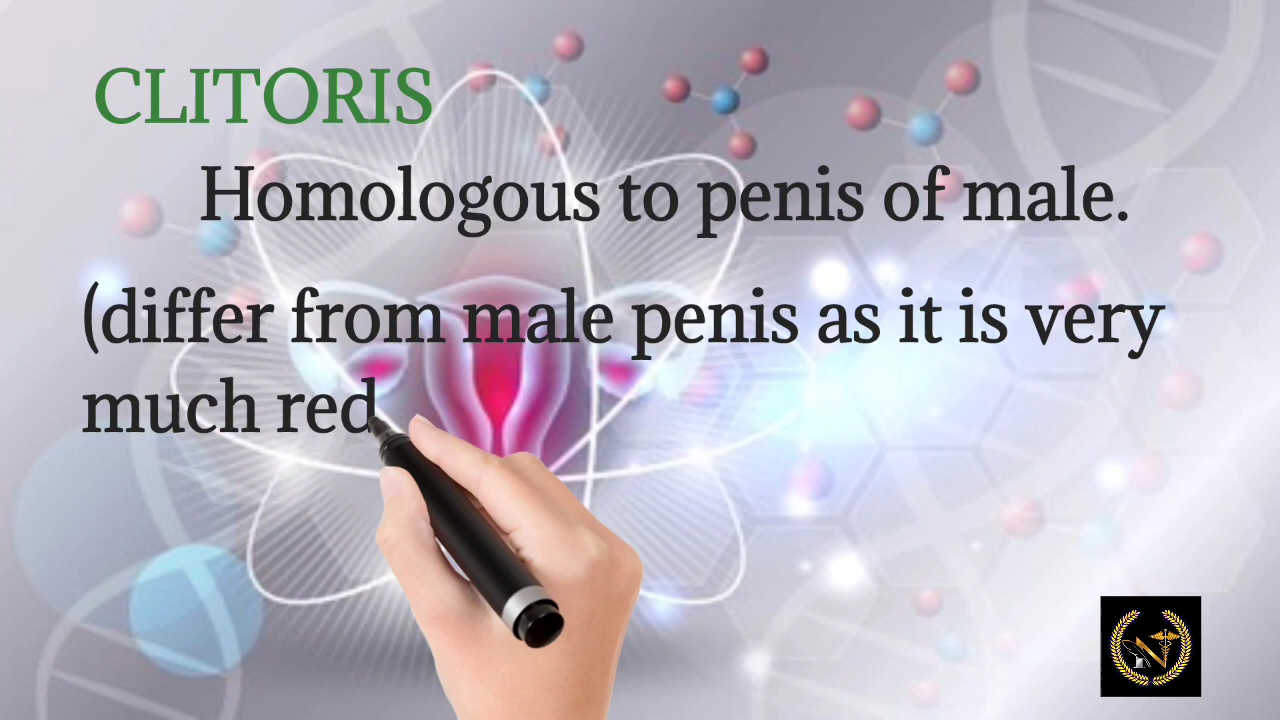 CLITORIS
Homologous to penis of male.
(differ from male penis as it is very
much red